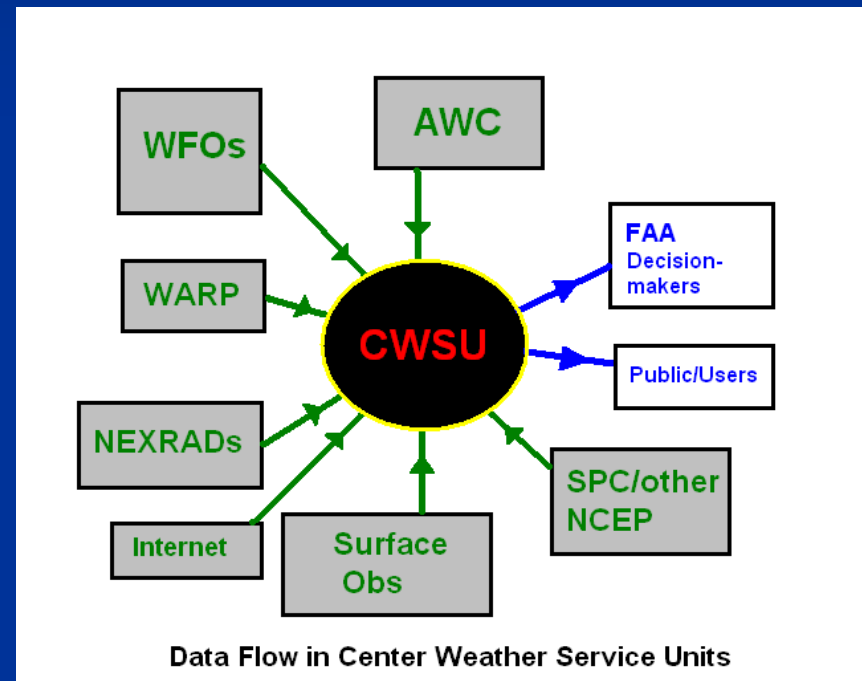 WFOs
AWC
FAA
Decision-
makers
WARP
CWSU
Public/Users
NEXRADs
SPC/other
NCEP
Internet
Surface
Obs
Data Flow in Center Weather Service Units